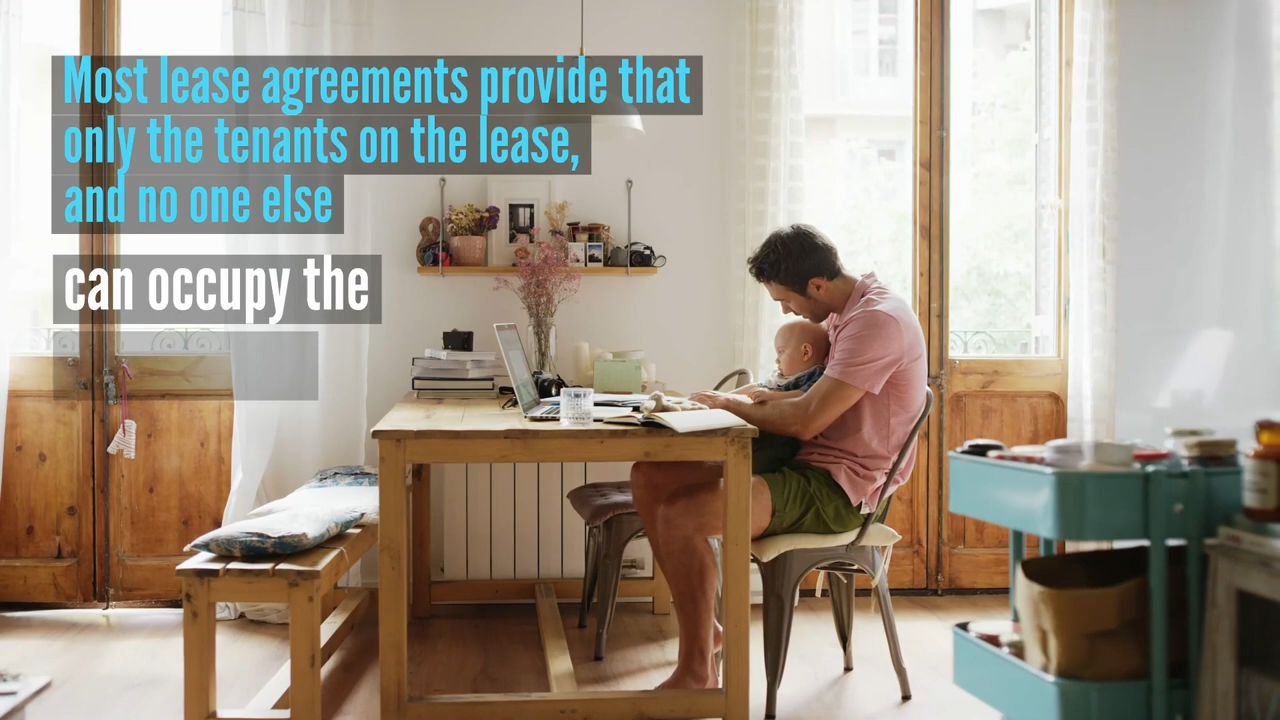 Most lease agreements provide that
only the tenants on the lease,
and no one else
can occupy the